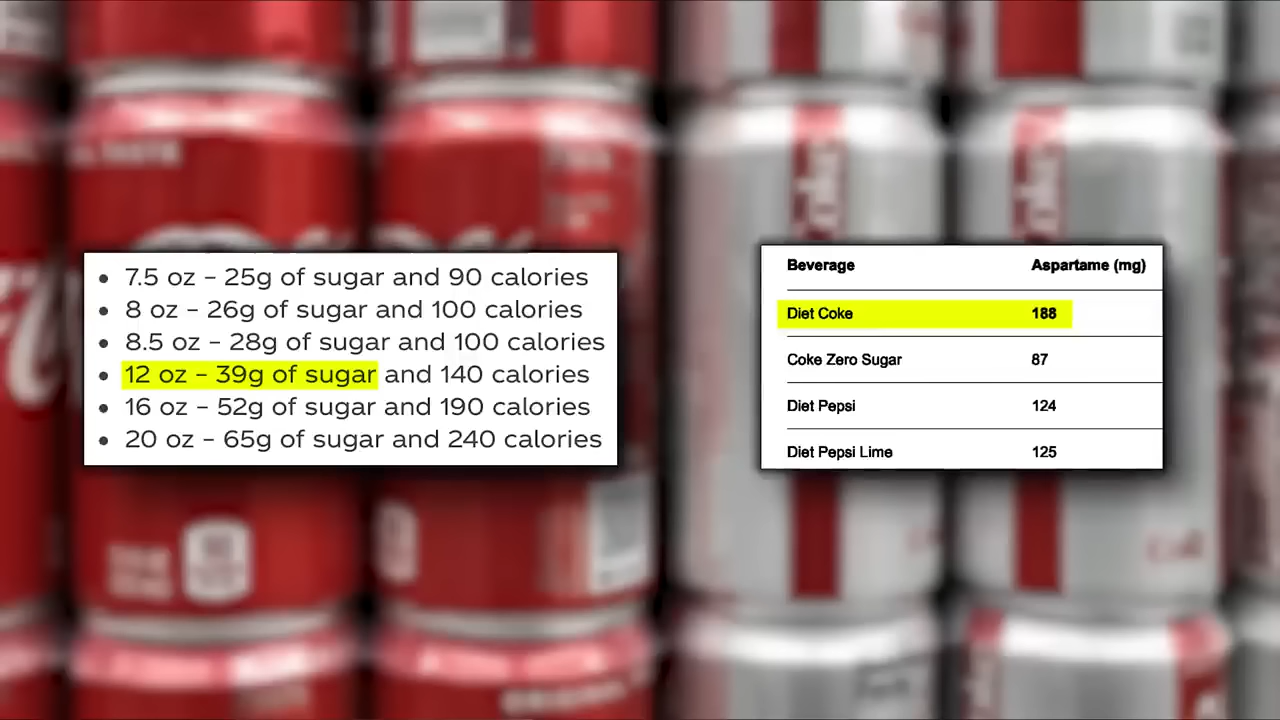 • 7.5 oz – 25g of sugar and 90 calories
• 8 oz – 26g of sugar and 100 calories
• 8.5 oz – 28g of sugar and 100 calories
• 12 oz – 39g of sugar and 140 calories
• 16 oz – 52g of sugar and 190 calories
• 20 oz – 65g of sugar and 240 calories
Beverage Aspartame (mg)
Diet Coke 188
Coke Zero Sugar 87
Diet Pepsi 124
Diet Pepsi Lime 125